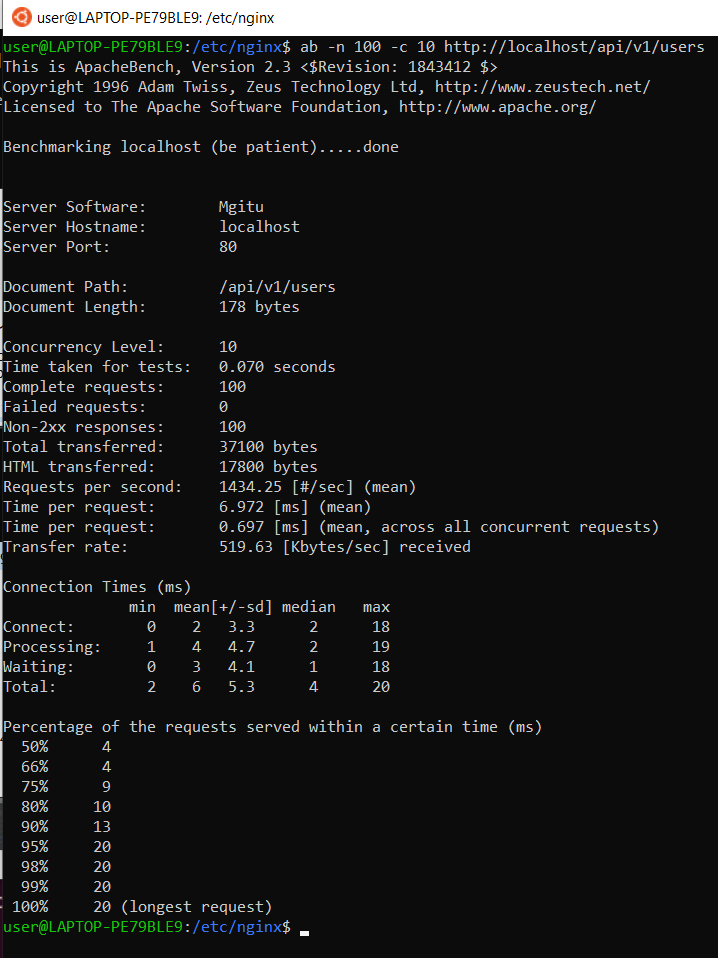 user@LAPTOP-PE79BLE9: /etc/nginx
user@LAPTOP-PE79BLE9:/etc/nginx$ ab -n 100 -c 10 http://localhost/api/v1/users
This is ApacheBench, Version 2.3 <$Revision: 1843412 $>
Copyright 1996 Adam Twiss, Zeus Technology Ltd, http://www.zeustech.net/
Licensed to The Apache Software Foundation, http://www.apache.org/
Benchmarking localhost (be patient).....done
Server Software: Mgitu
Server Hostname: localhost
Server Port: 80
Document Path: /api/v1/users
Document Length: 178 bytes
Concurrency Level: 10
Time taken for tests: 0.070 seconds
Complete requests: 100
Failed requests: 0
Non-2xx responses: 100
Total transferred: 37100 bytes
HTML transferred: 17800 bytes
Requests per second: 1434.25 [#/sec] (mean)
Time per request: 6.972 [ms] (mean)
Time per request: 0.697 [ms] (mean, across all concurrent requests)
Transfer rate: 519.63 [Kbytes/sec] received
Connection Times (ms)
min mean[+/-sd] median max
Connect: 0 2 3.3 2 18
Processing: 1 4 4.7 2 19
Waiting: 0 3 4.1 1 18
Total: 2 6 5.3 4 20
Percentage of the requests served within a certain time (ms)
50% 4
66% 4
75% 9
80% 10
90% 13
95% 20
98% 20
99% 20
100% 20 (longest request)
user@LAPTOP-PE79BLE9:/etc/nginx$